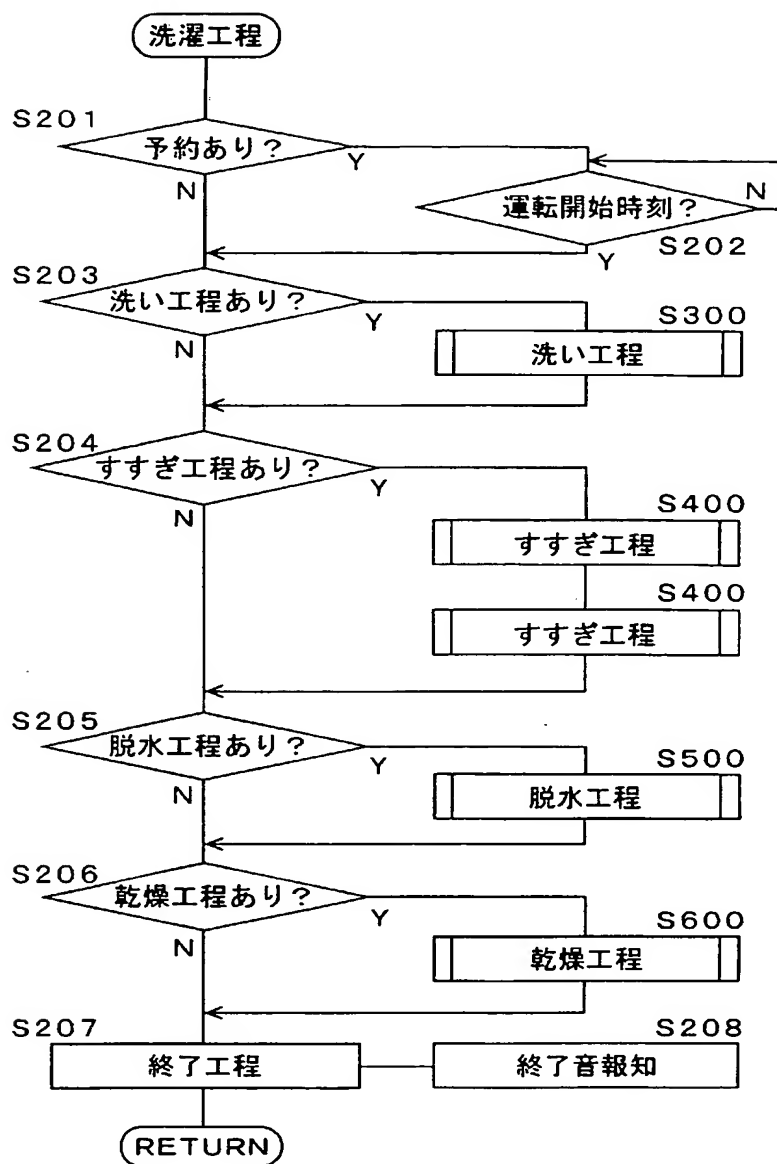 洗濯工程
S201
予約あり?
Y
N
運転開始時刻?
N
S202
Y
S203
洗い工程あり?
Y
N
S300
洗い工程
S204
すすぎ工程あり?
Y
N
S400
すすぎ工程
S400
すすぎ工程
S205
脱水工程あり?
Y
N
S500
脱水工程
S206
乾燥工程あり?
Y
N
S600
乾燥工程
S207
終了工程
S208
終了音報知
RETURN